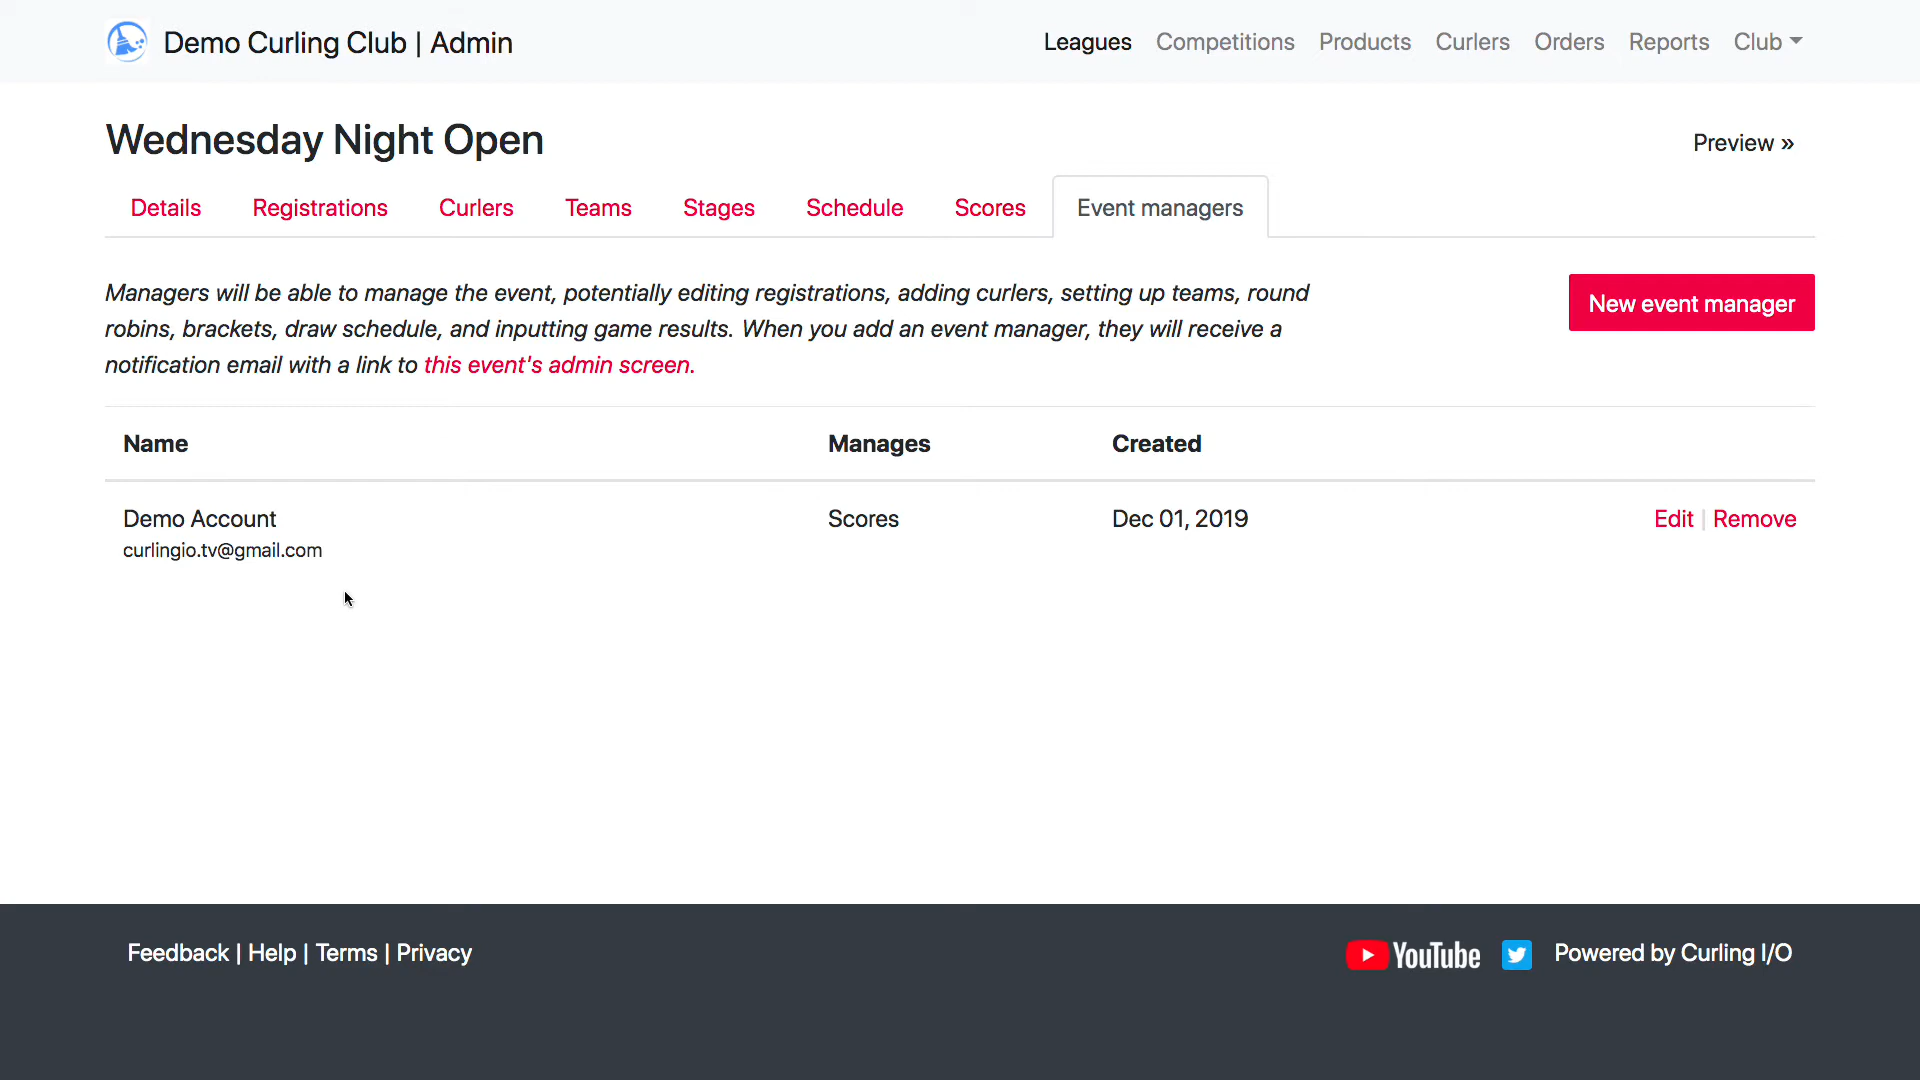 Demo Curling Club | Admin
Leagues Competitions Products Curlers Orders Reports Club
Wednesday Night Open
Preview »
Details Registrations Curlers Teams Stages Schedule Scores Event managers
Managers will be able to manage the event, potentially editing registrations, adding curlers, setting up teams, round
robins, brackets, draw schedule, and inputting game results. When you add an event manager, they will receive a
notification email with a link to this event's admin screen.
New event manager
Name Manages Created
Demo Account Scores Dec 01, 2019 Edit | Remove
curlingio.tv@gmail.com
Feedback | Help | Terms | Privacy
YouTube Powered by Curling I/O